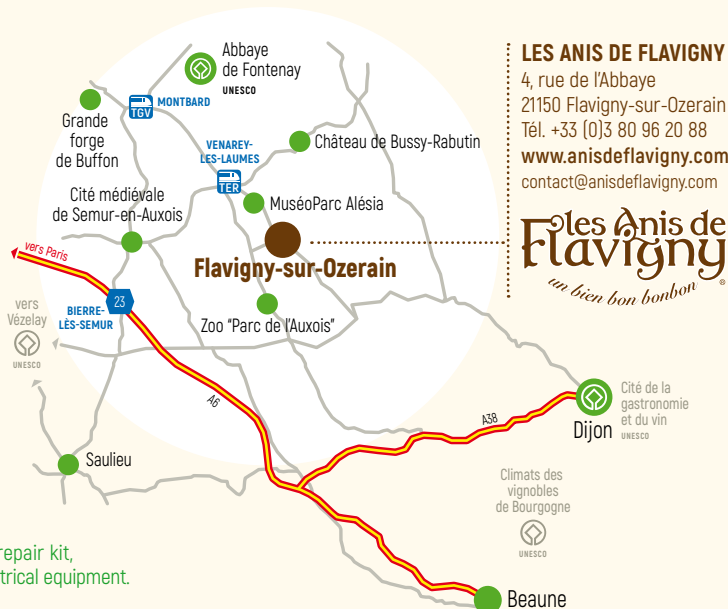 Abbaye
de Fontenay
UNESCO
MONTBARD
TGV
Grande
forge
de Buffon
VENAREY-
LES-LAUMES
TER
Château de Bussy-Rabutin
Cité médiévale
de Semur-en-Auxois
MuséoParc Alésia
vers Paris
Flavigny-sur-Ozerain
23
BIERRE-
LÈS-SEMUR
vers
Vézelay
UNESCO
Zoo "Parc de l'Auxois"
A6
A38
Saulieu
Dijon
Cité de la
gastronomie
et du vin
UNESCO
Climats des
vignobles
de Bourgogne
UNESCO
Beaune
LES ANIS DE FLAVIGNY
4, rue de l'Abbaye
21150 Flavigny-sur-Ozerain
Tél. +33 (0)3 80 96 20 88
www.anisdeflavigny.com
contact@anisdeflavigny.com
les Anis de
Flavigny
®
un bien bon bonbon
repair kit,
trical equipment.